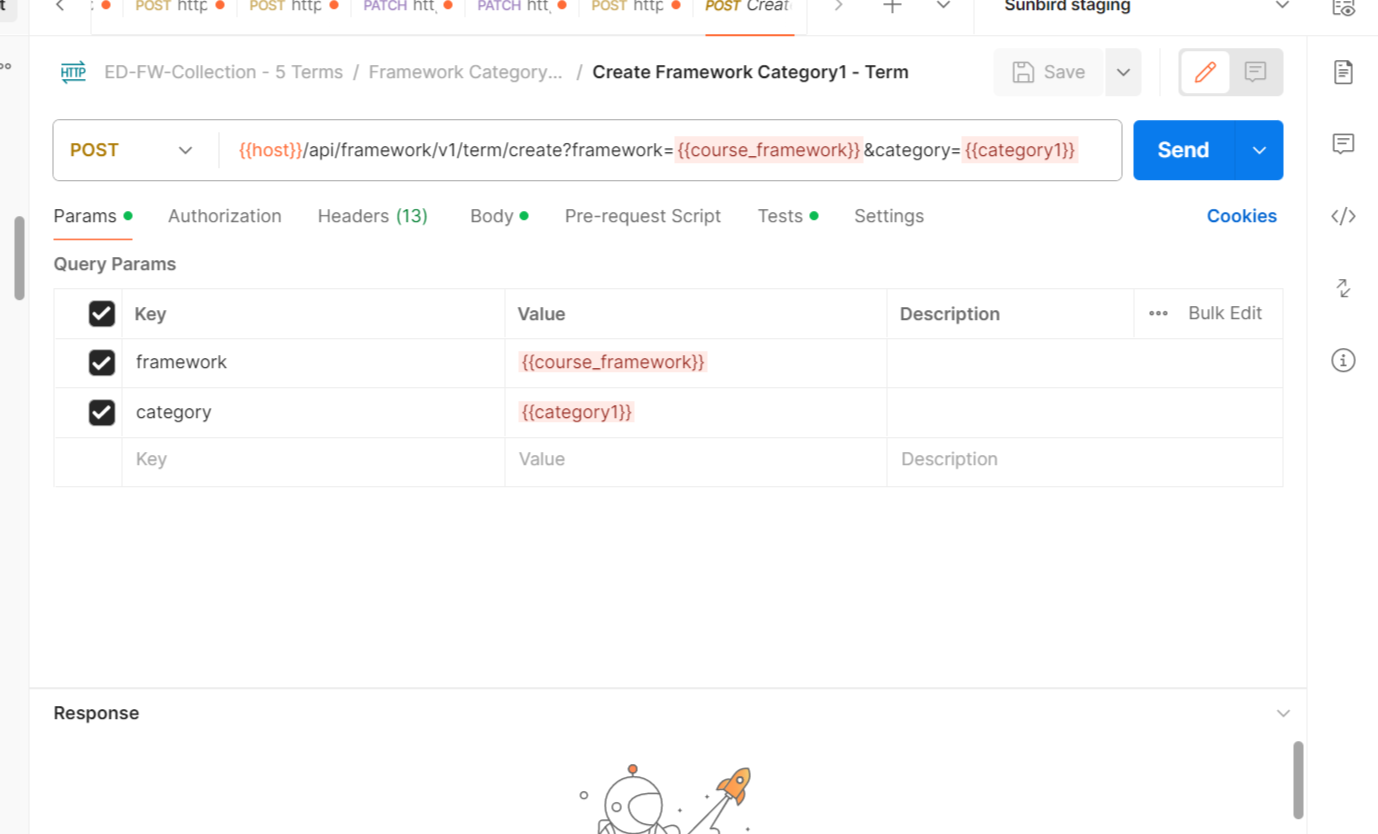 t
POST http
POST http
PATCH htt
PATCH htt
POST http
POST Creat
Sunbird staging
HTTP
ED-FW-Collection - 5 Terms / Framework Category... / Create Framework Category1 - Term
Save
POST
{{host}}/api/framework/v1/term/create?framework={{course_framework}}&category={{category1}}
Send
Params
Authorization
Headers (13)
Body
Pre-request Script
Tests
Settings
Cookies
Query Params
Key
Value
Description
Bulk Edit
framework
{{course_framework}}
category
{{category1}}
Key
Value
Description
Response